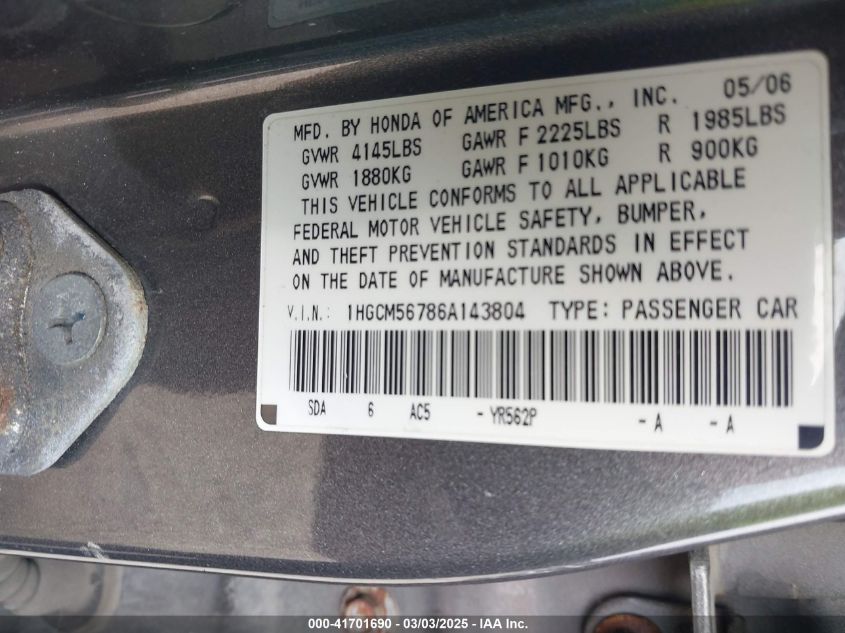 MFD. BY HONDA OF AMERICA MFG., INC. 05/06
GVWR 4145LBS GAWR F 2225LBS R 1985LBS
GVWR 1880KG GAWR F 1010KG R 900KG
THIS VEHICLE CONFORMS TO ALL APPLICABLE
FEDERAL MOTOR VEHICLE SAFETY, BUMPER,
AND THEFT PREVENTION STANDARDS IN EFFECT
ON THE DATE OF MANUFACTURE SHOWN ABOVE.
V.I.N.: 1HGCM56786A143804 TYPE: PASSENGER CAR
SDA 6 AC5 - YR562P - A - A
000-41701690 - 03/03/2025 - IAA Inc.